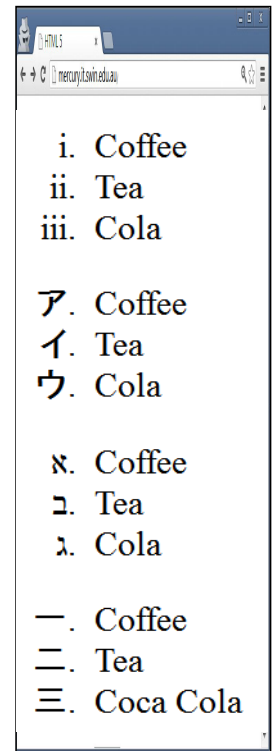 HTML 5 x
mercury.it.swin.edu.au
i. Coffee
ii. Tea
iii. Cola
ア. Coffee
イ. Tea
ウ. Cola
א. Coffee
ב. Tea
ג. Cola
一. Coffee
二. Tea
三. Coca Cola